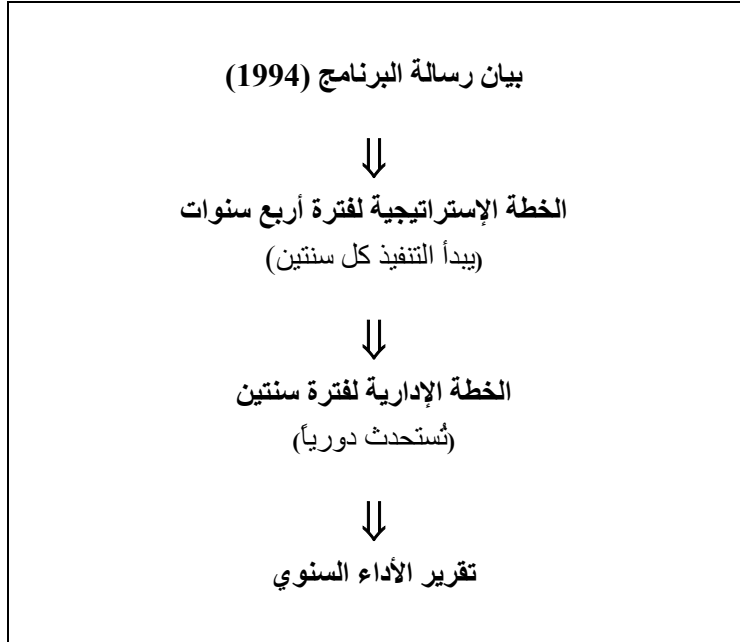 بيان رسالة البرنامج (1994)
⇓
الخطة الإستراتيجية لفترة أربع سنوات
(يبدأ التنفيذ كل سنتين)
⇓
الخطة الإدارية لفترة سنتين
(تُستحدث دورياً)
⇓
تقرير الأداء السنوي